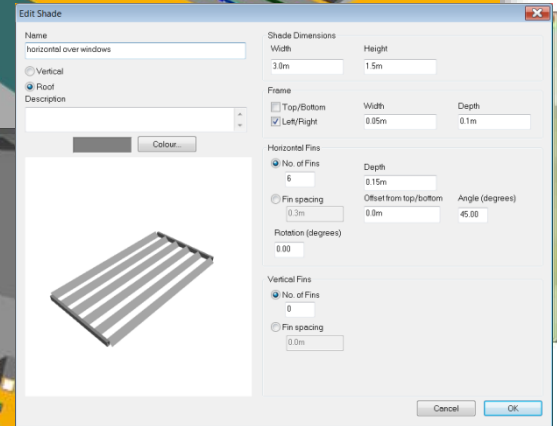 Edit Shade
Name
horizontal over windows
Vertical
Roof
Description
Colour...
Shade Dimensions
Width Height
3.0m 1.5m
Frame
Top/Bottom Width Depth
Left/Right 0.05m 0.1m
Horizontal Fins
No. of Fins Depth
6 0.15m
Fin spacing Offset from top/bottom Angle (degrees)
0.3m 0.0m 45.00
Rotation (degrees)
0.00
Vertical Fins
No. of Fins
0
Fin spacing
0.0m
Cancel OK